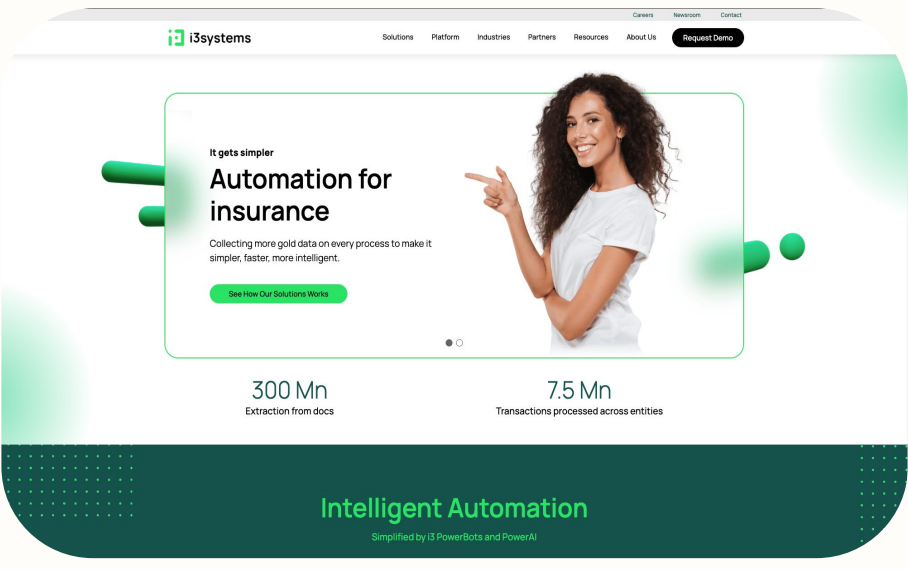 Careers Newsroom Contact
i3systems
Solutions Platform Industries Partners Resources About Us Request Demo
It gets simpler
Automation for
insurance
Collecting more gold data on every process to make it
simpler, faster, more intelligent.
See How Our Solutions Works
300 Mn 7.5 Mn
Extraction from docs Transactions processed across entities
Intelligent Automation
Simplified by i3 PowerBots and PowerAI